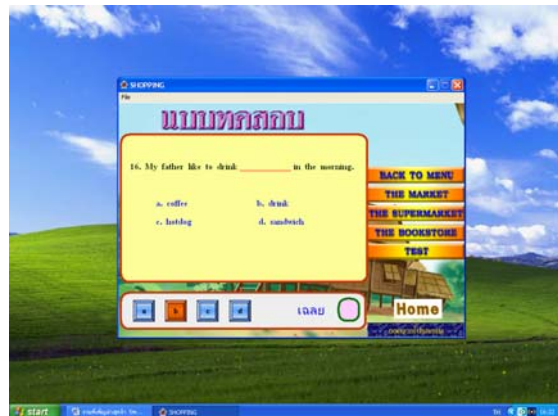 SHOPPING
File
แบบทดสอบ
16. My father like to drink __________ in the morning.
a. coffee
b. drink
c. hotdog
d. sandwich
BACK TO MENU
THE MARKET
THE SUPERMARKET
THE BOOKSTORE
TEST
a
b
c
d
เฉลย
Home
start
SHOPPING